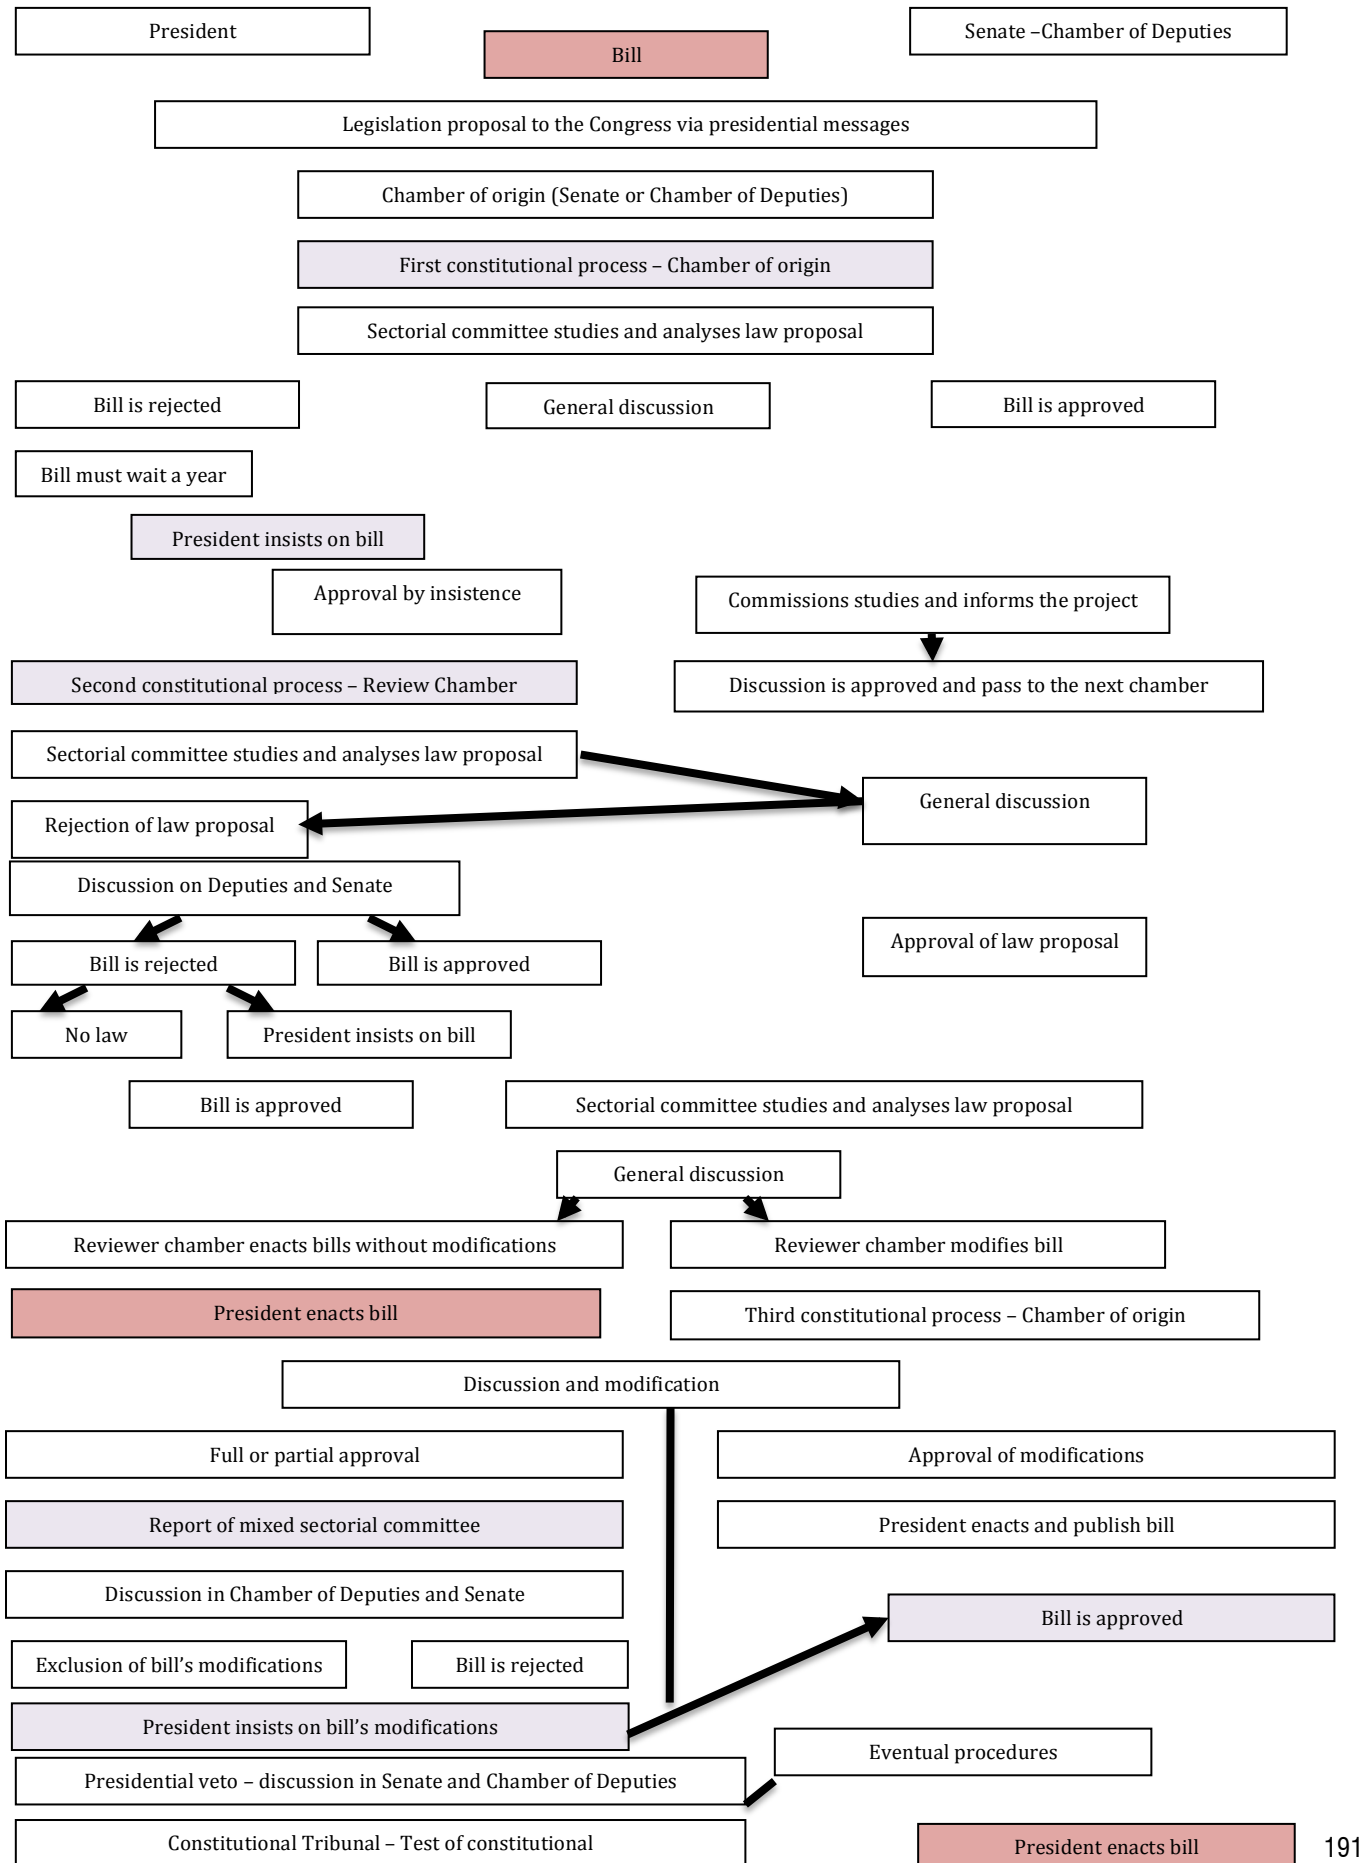 President
Senate –Chamber of Deputies
Bill
Legislation proposal to the Congress via presidential messages
Chamber of origin (Senate or Chamber of Deputies)
First constitutional process – Chamber of origin
Sectorial committee studies and analyses law proposal
Bill is rejected
General discussion
Bill is approved
Bill must wait a year
President insists on bill
Approval by insistence
Commissions studies and informs the project
Second constitutional process – Review Chamber
Discussion is approved and pass to the next chamber
Sectorial committee studies and analyses law proposal
General discussion
Rejection of law proposal
Discussion on Deputies and Senate
Approval of law proposal
Bill is rejected
Bill is approved
No law
President insists on bill
Bill is approved
Sectorial committee studies and analyses law proposal
General discussion
Reviewer chamber enacts bills without modifications
Reviewer chamber modifies bill
President enacts bill
Third constitutional process – Chamber of origin
Discussion and modification
Full or partial approval
Approval of modifications
Report of mixed sectorial committee
President enacts and publish bill
Discussion in Chamber of Deputies and Senate
Bill is approved
Exclusion of bill’s modifications
Bill is rejected
President insists on bill’s modifications
Eventual procedures
Presidential veto – discussion in Senate and Chamber of Deputies
Constitutional Tribunal – Test of constitutional
President enacts bill
191